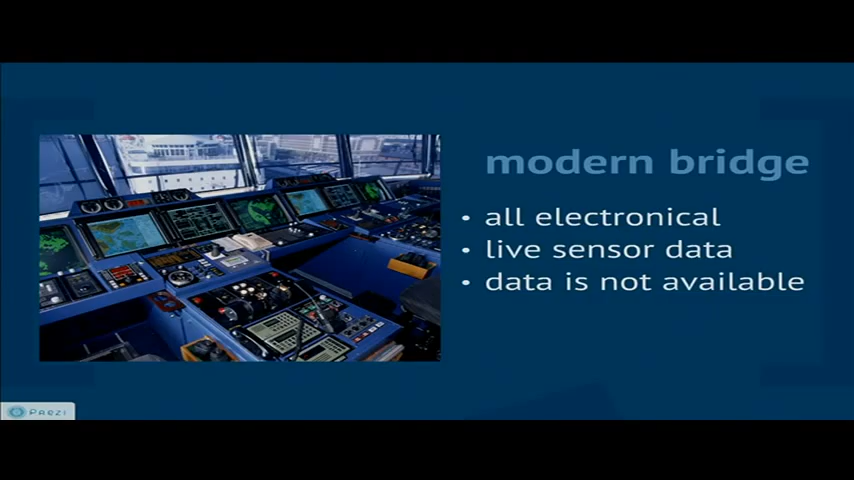 modern bridge
• all electronical
• live sensor data
• data is not available
Prezi